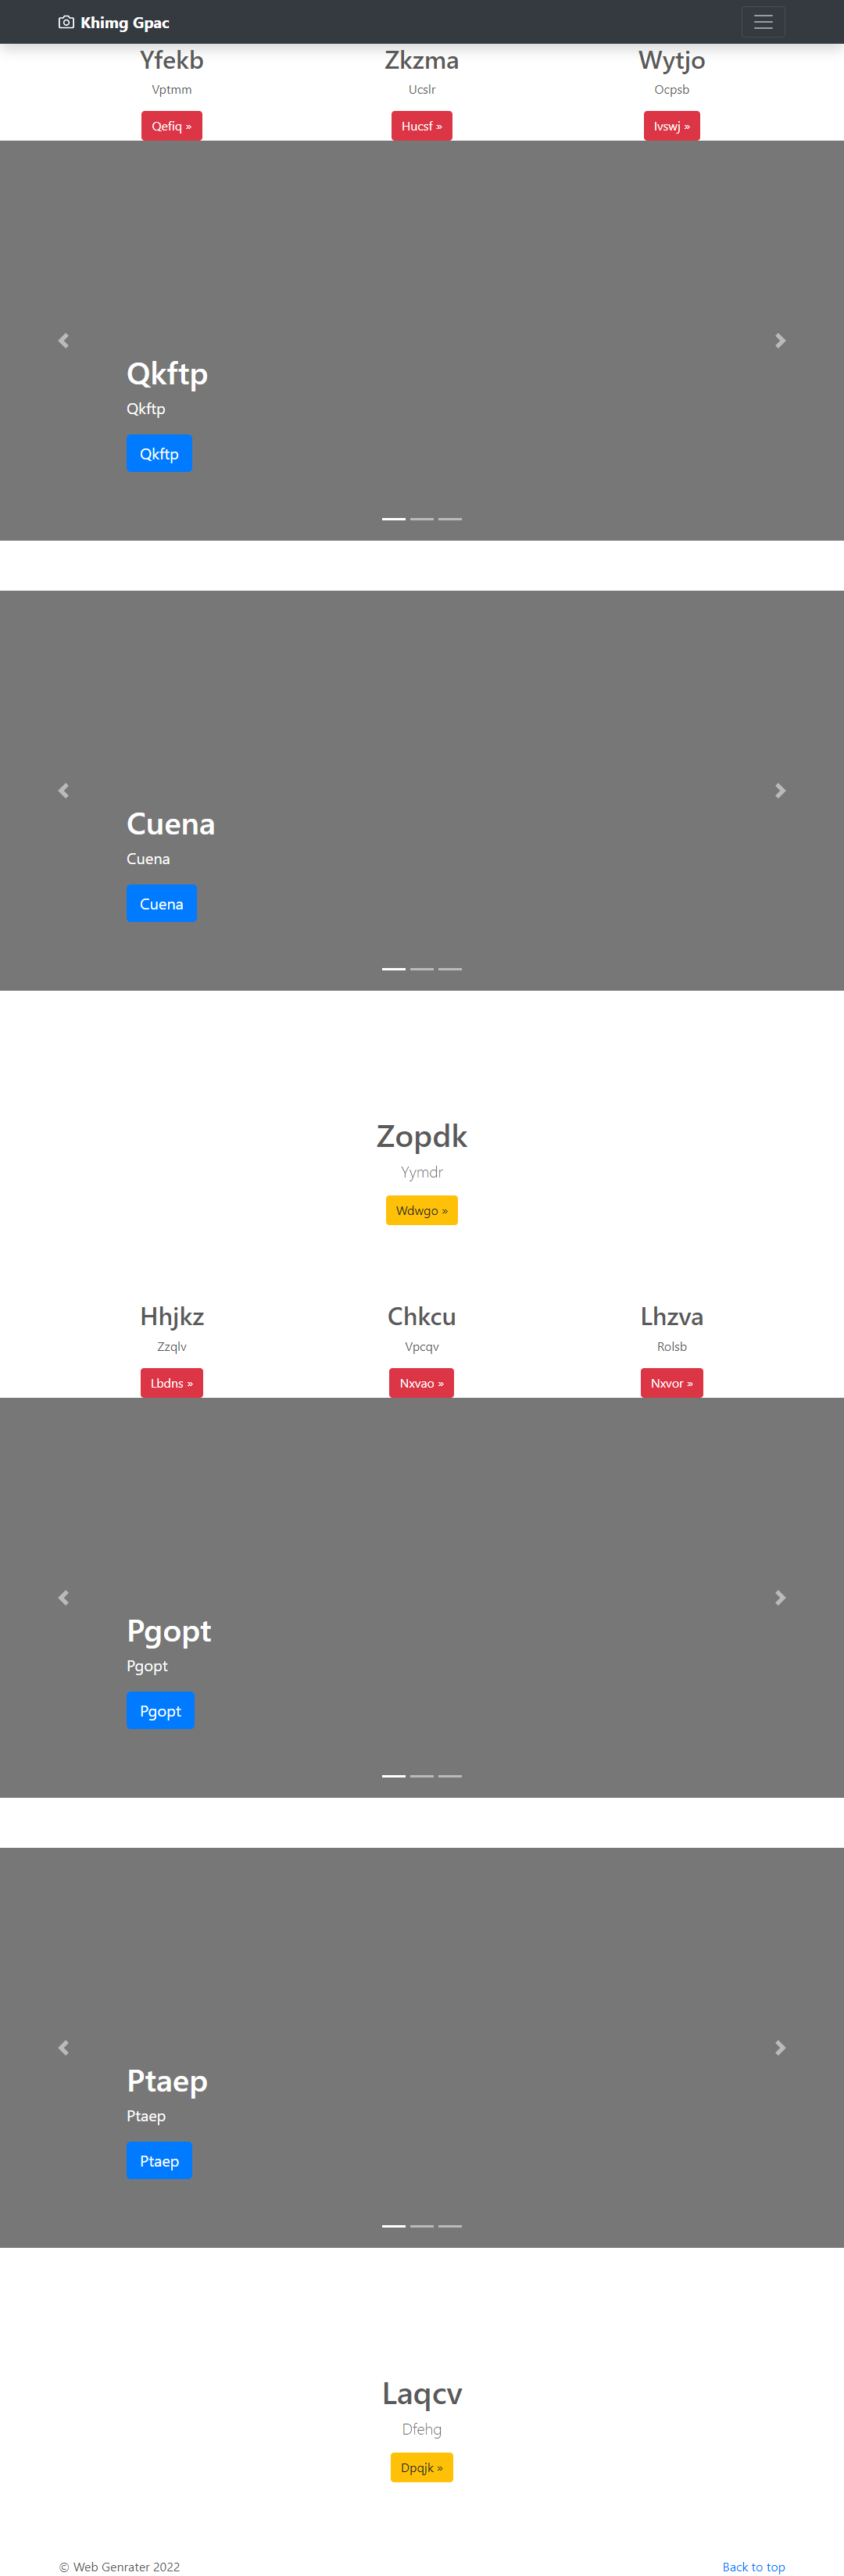 Khimg Gpac
Yfekb Zkzma Wytjo
Vptmm Ucslr Ocpsb
Qefiq » Hucsf » Ivswj »
Qkftp
Qkftp
Qkftp
Cuena
Cuena
Cuena
Zopdk
Yymdr
Wdwgo »
Hhjkz Chkcu Lhzva
Zzqlv Vpcqv Rolsb
Lbdns » Nxvao » Nxvor »
Pgopt
Pgopt
Pgopt
Ptaep
Ptaep
Ptaep
Laqcv
Dfehg
Dpqjk »
© Web Genrater 2022 Back to top